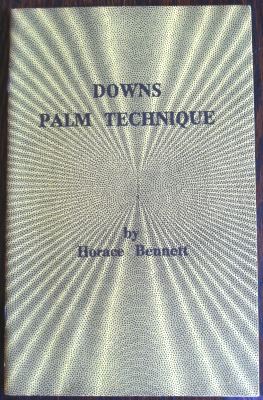 DOWNS
PALM TECHNIQUE
by
Horace Bennett